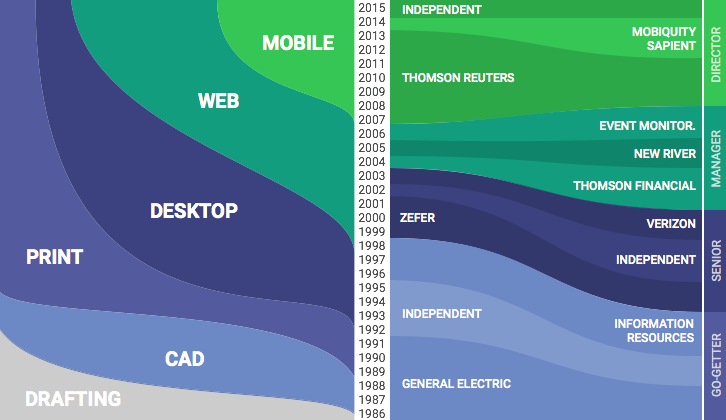 MOBILE
WEB
DESKTOP
PRINT
CAD
DRAFTING
2015
2014
2013
2012
2011
2010
2009
2008
2007
2006
2005
2004
2003
2002
2001
2000
1999
1998
1997
1996
1995
1994
1993
1992
1991
1990
1989
1988
1987
1986
INDEPENDENT
MOBIQUITY
SAPIENT
THOMSON REUTERS
EVENT MONITOR.
NEW RIVER
THOMSON FINANCIAL
ZEFER
VERIZON
INDEPENDENT
INDEPENDENT
INFORMATION
RESOURCES
GENERAL ELECTRIC
DIRECTOR
MANAGER
SENIOR
GO-GETTER